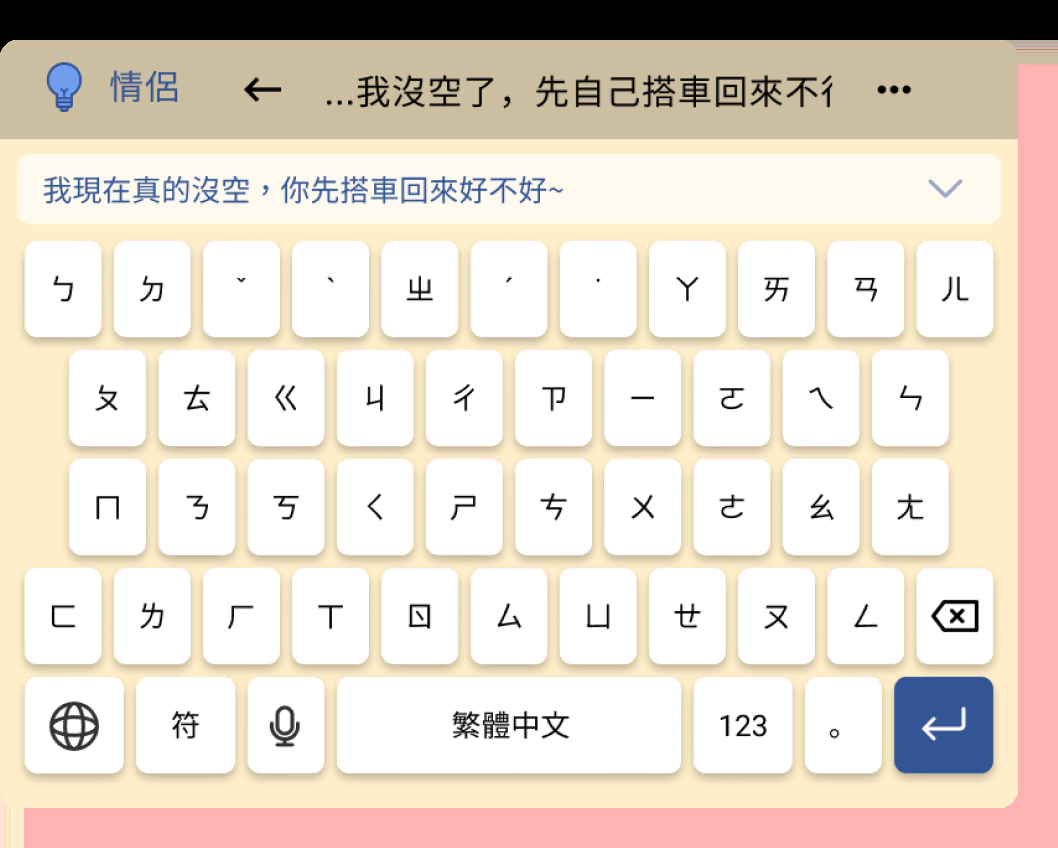 情侶 ← ...我沒空了，先自己搭車回來不 •••
我現在真的沒空，你先搭車回來好不好~
ㄅ ㄉ ˇ ˋ ㄓ ˊ ˙ ㄚ ㄞ ㄢ ㄦ
ㄆ ㄊ ㄍ ㄐ ㄔ ㄗ ㄧ ㄛ ㄟ ㄣ
ㄇ ㄋ ㄎ ㄑ ㄕ ㄘ ㄨ ㄜ ㄠ ㄤ
ㄈ ㄌ ㄏ ㄒ ㄖ ㄙ ㄩ ㄝ ㄡ ㄥ
符 繁體中文 123 。